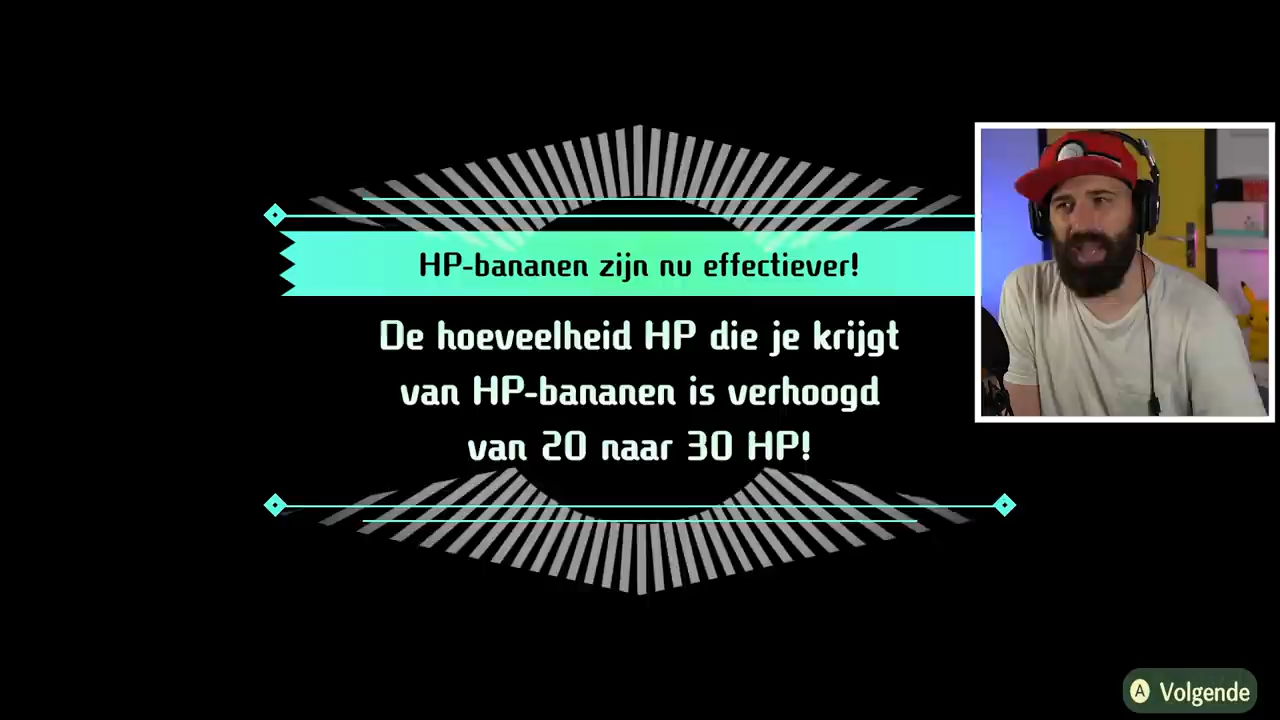 HP-bananen zijn nu effectiever!
De hoeveelheid HP die je krijgt
van HP-bananen is verhoogd
van 20 naar 30 HP!
A Volgende